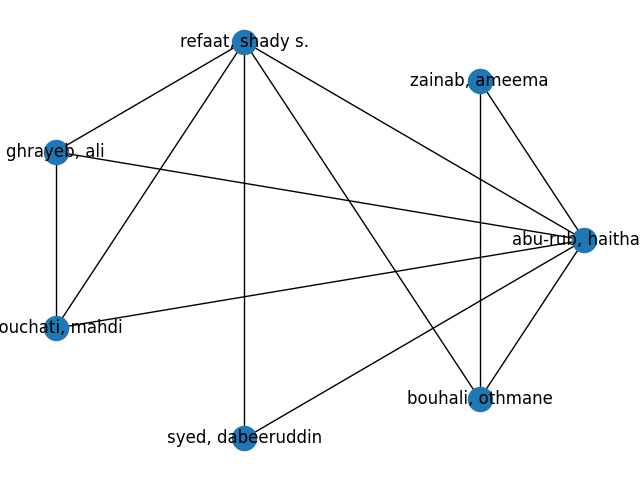 refaat, shady s.
zainab, ameema
ghrayeb, ali
abu-rub, haitha
ouchati, mahdi
bouhali, othmane
syed, dabeeruddin